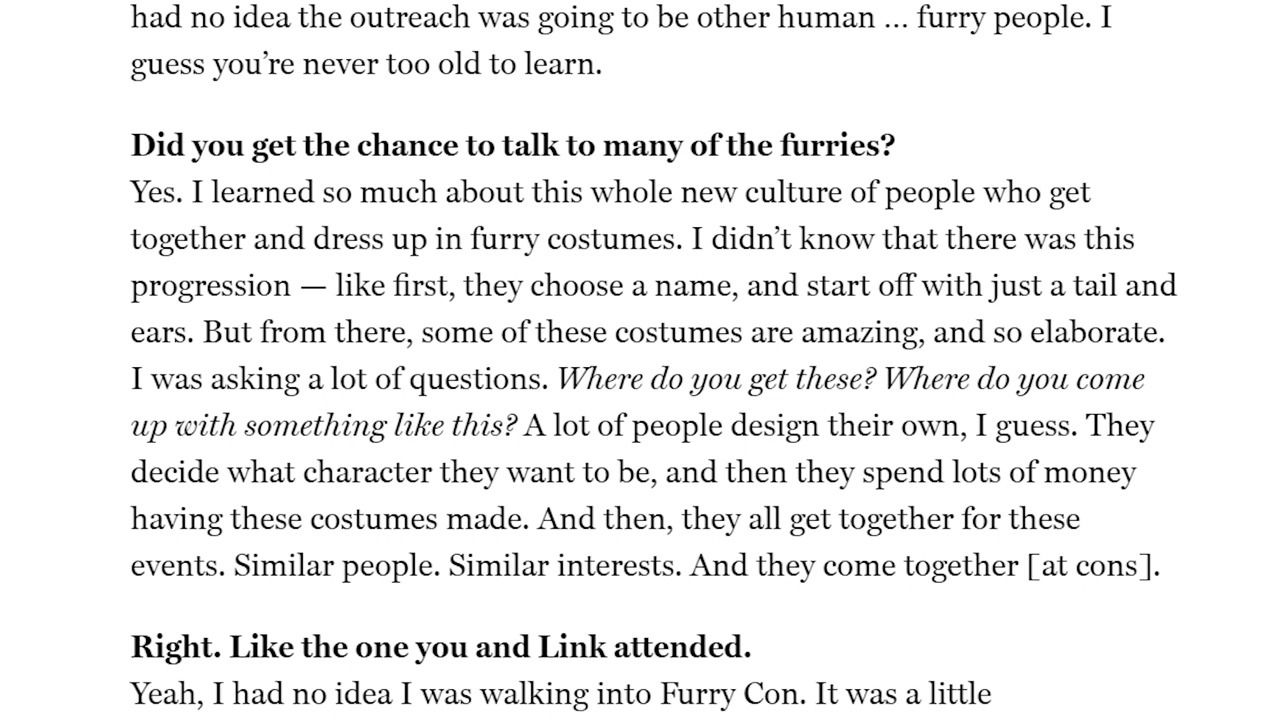 had no idea the outreach was going to be other human … furry people. I
guess you’re never too old to learn.
Did you get the chance to talk to many of the furries?
Yes. I learned so much about this whole new culture of people who get
together and dress up in furry costumes. I didn’t know that there was this
progression — like first, they choose a name, and start off with just a tail and
ears. But from there, some of these costumes are amazing, and so elaborate.
I was asking a lot of questions. Where do you get these? Where do you come
up with something like this? A lot of people design their own, I guess. They
decide what character they want to be, and then they spend lots of money
having these costumes made. And then, they all get together for these
events. Similar people. Similar interests. And they come together [at cons].
Right. Like the one you and Link attended.
Yeah, I had no idea I was walking into Furry Con. It was a little